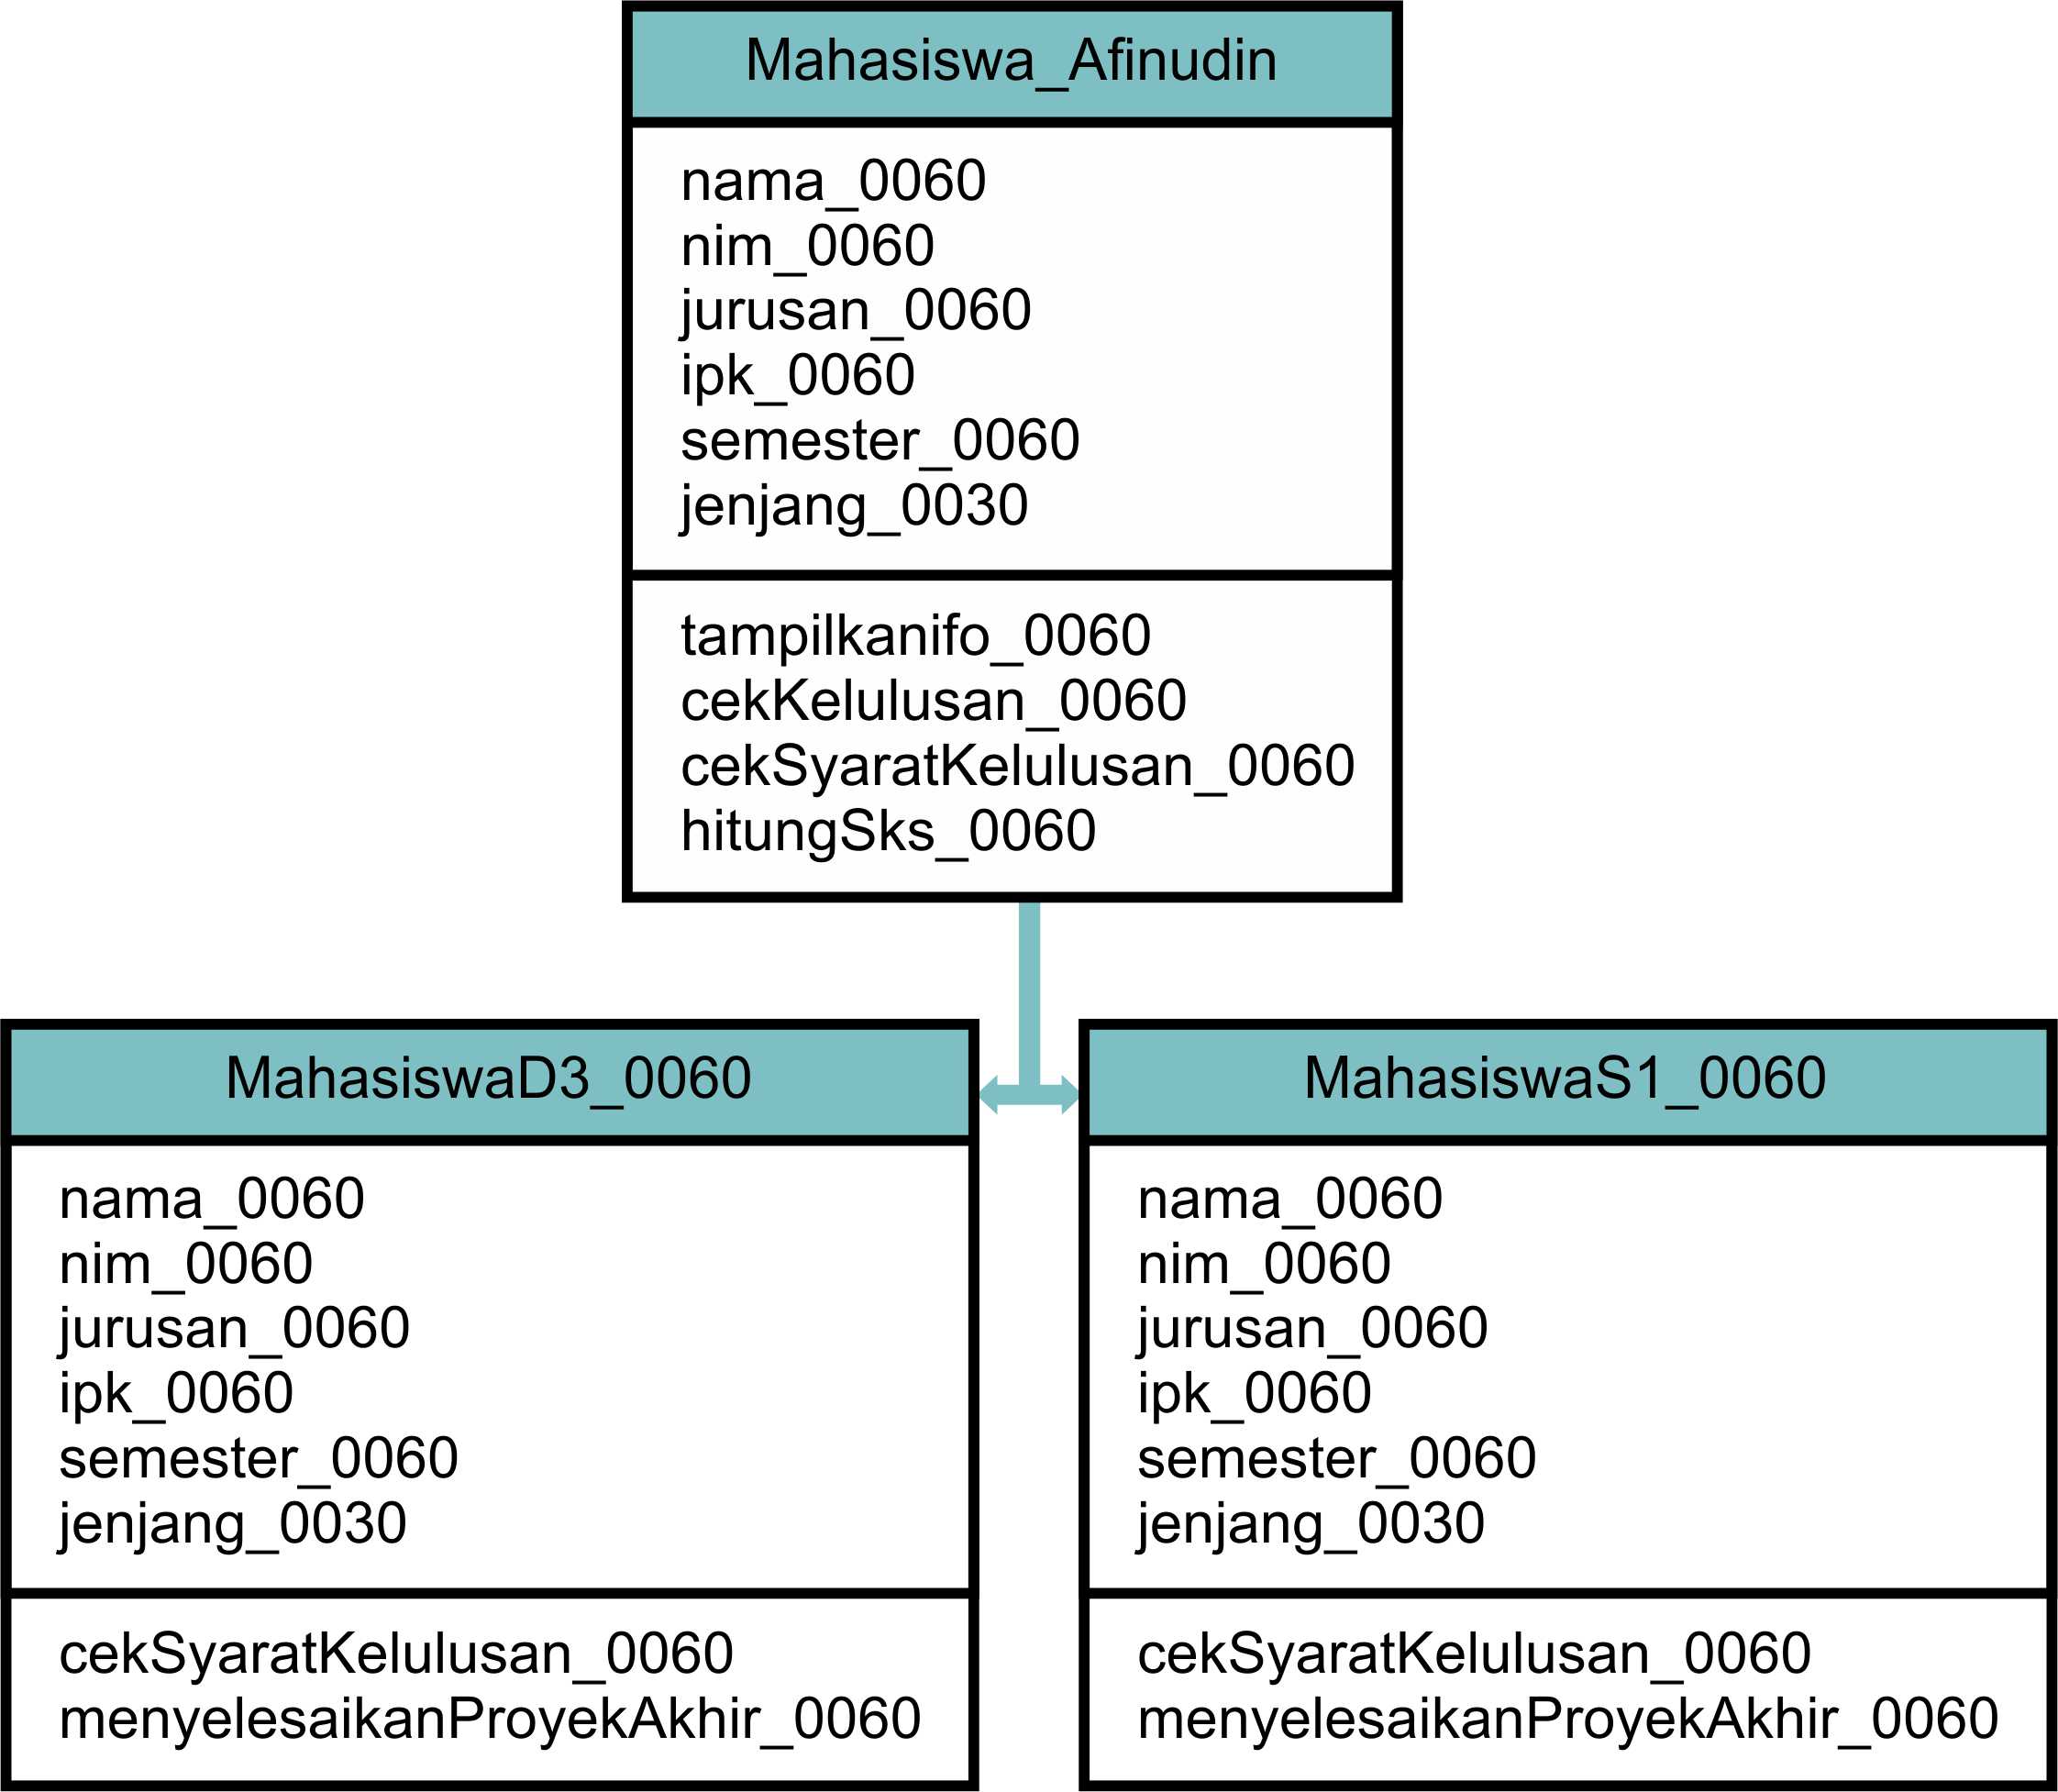 Mahasiswa_Afinudin
nama_0060
nim_0060
jurusan_0060
ipk_0060
semester_0060
jenjang_0030
tampilkanifo_0060
cekKelulusan_0060
cekSyaratKelulusan_0060
hitungSks_0060
MahasiswaD3_0060
nama_0060
nim_0060
jurusan_0060
ipk_0060
semester_0060
jenjang_0030
cekSyaratKelulusan_0060
menyelesaikanProyekAkhir_0060
MahasiswaS1_0060
nama_0060
nim_0060
jurusan_0060
ipk_0060
semester_0060
jenjang_0030
cekSyaratKelulusan_0060
menyelesaikanProyekAkhir_0060